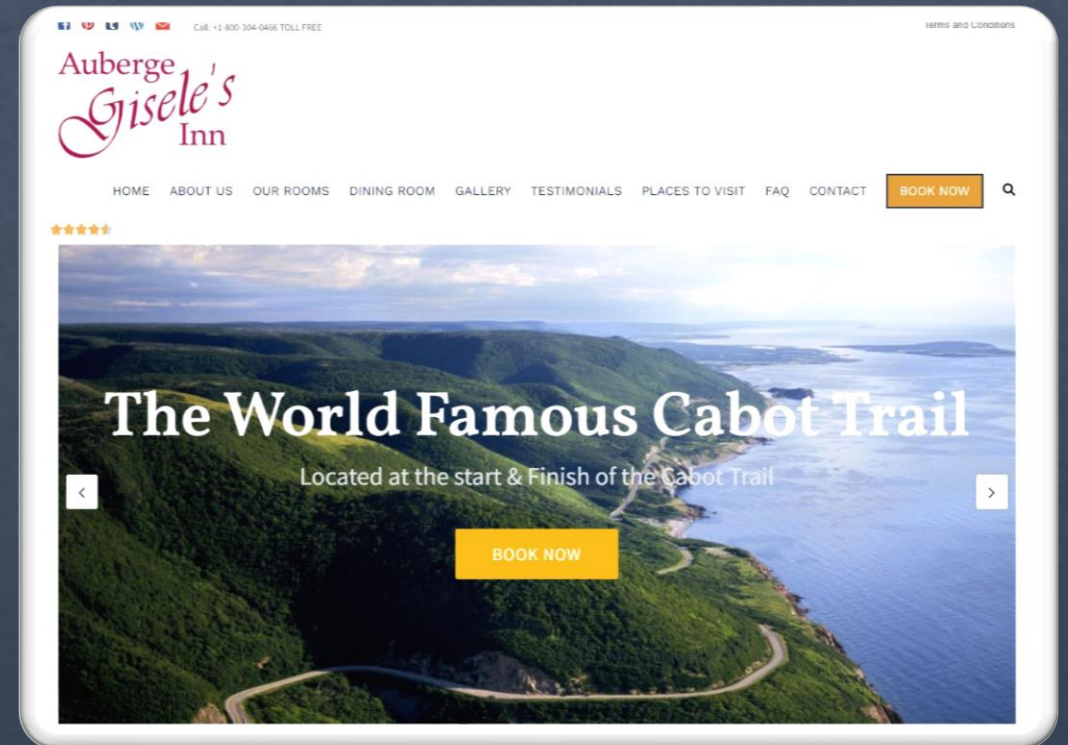 Call: +1-800-304-0466 TOLL FREE
Terms and Conditions
Auberge
Gisele's
Inn
HOME ABOUT US OUR ROOMS DINING ROOM GALLERY TESTIMONIALS PLACES TO VISIT FAQ CONTACT BOOK NOW
The World Famous Cabot Trail
Located at the start & Finish of the Cabot Trail
BOOK NOW